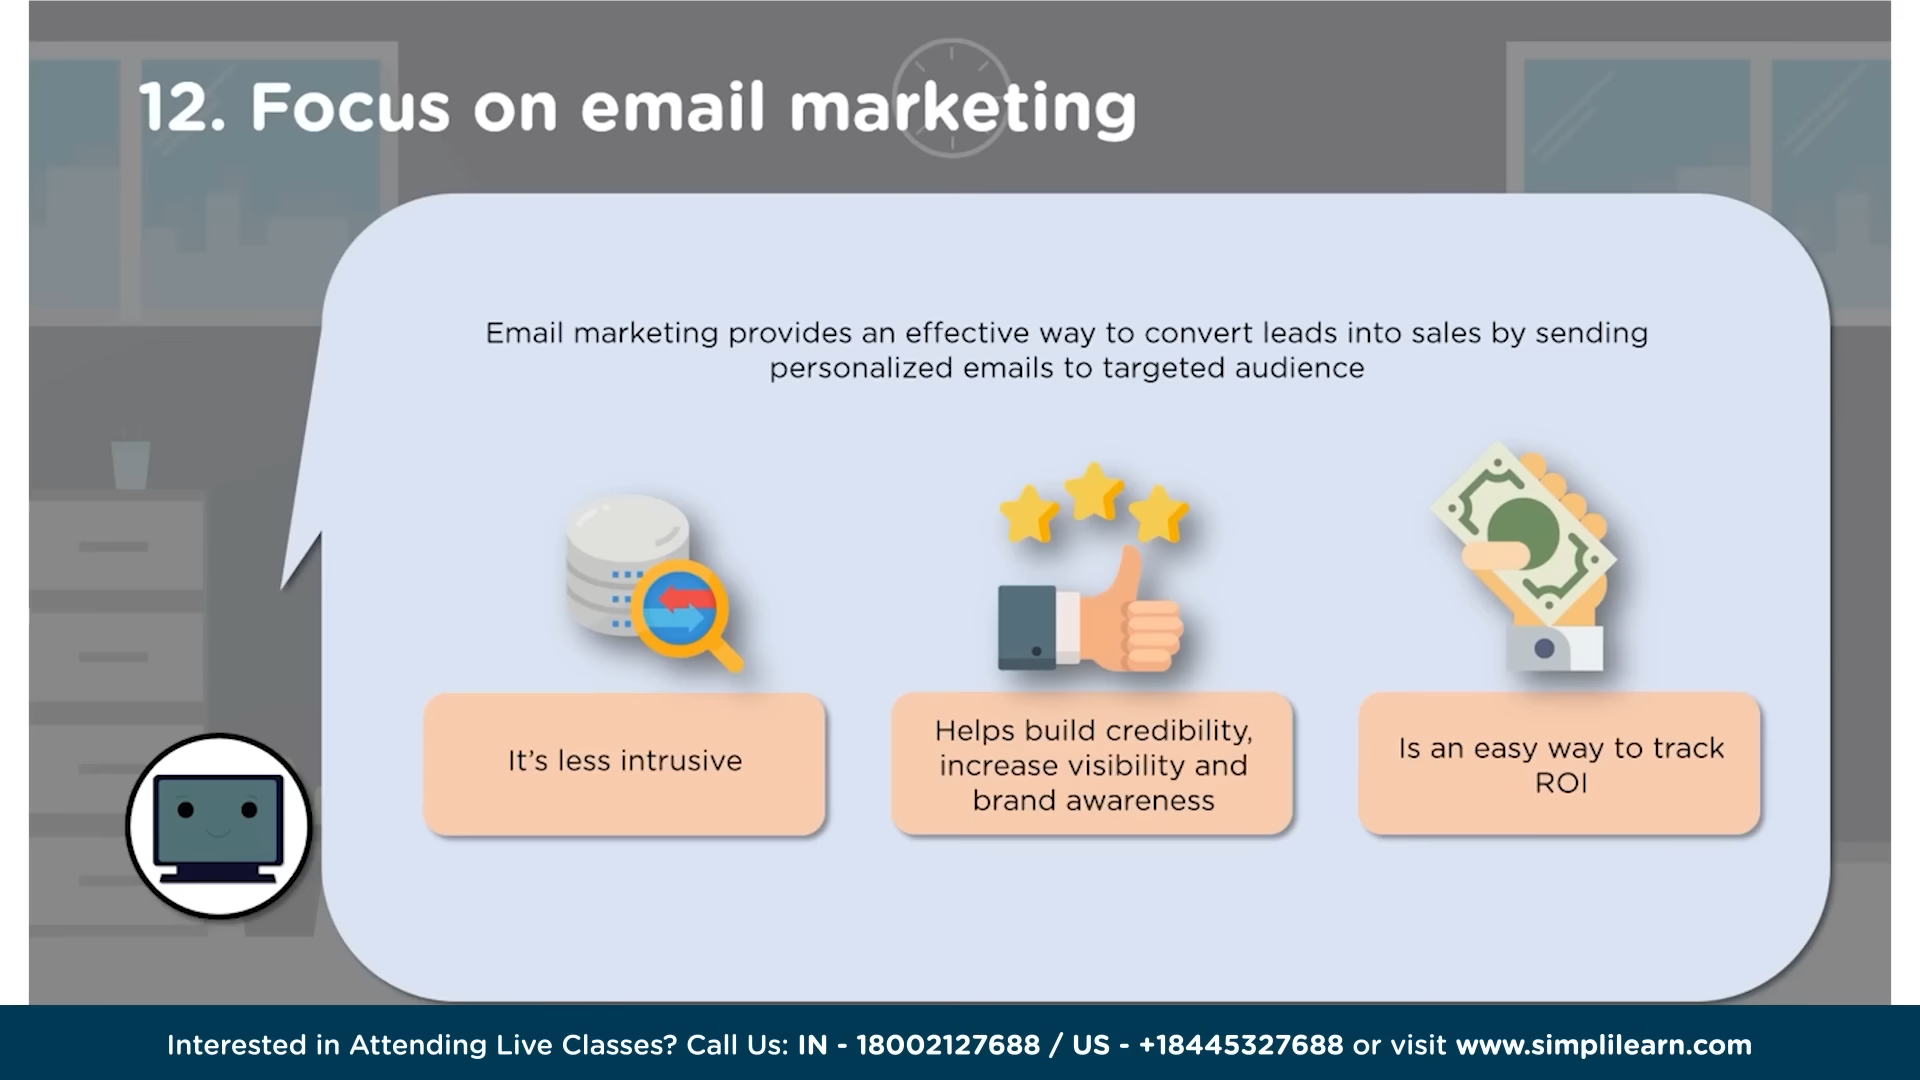 12. Focus on email marketing
Email marketing provides an effective way to convert leads into sales by sending
personalized emails to targeted audience
It's less intrusive
Helps build credibility,
increase visibility and
brand awareness
Is an easy way to track
ROI
Interested in Attending Live Classes? Call Us: IN - 18002127688 / US - +18445327688 or visit www.simplilearn.com